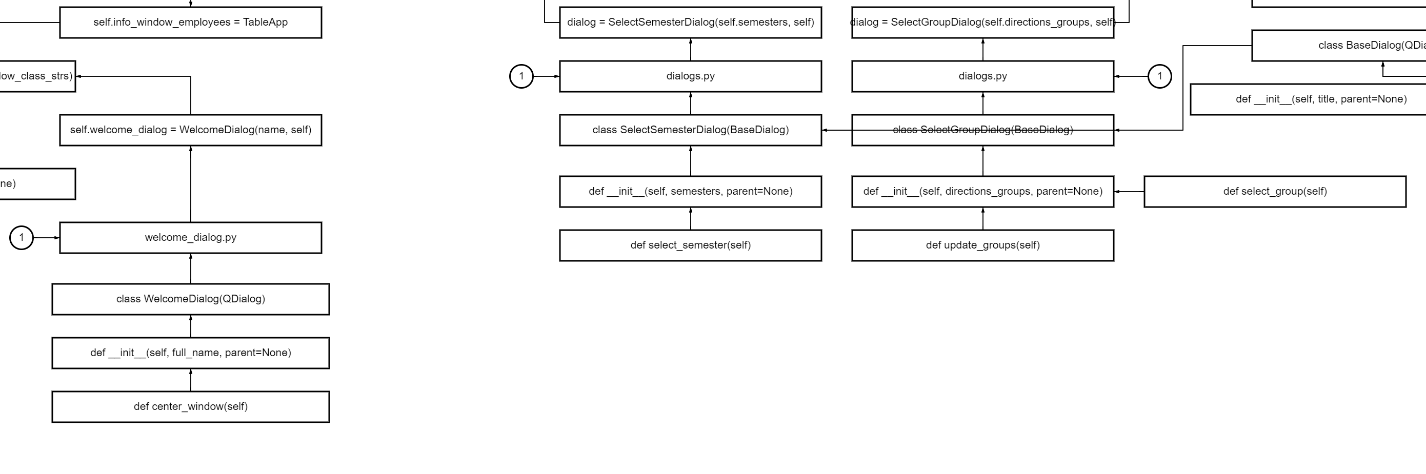 self.info_window_employees = TableApp
low_class_strs)
self.welcome_dialog = WelcomeDialog(name, self)
ne)
1
welcome_dialog.py
class WelcomeDialog(QDialog)
def __init__(self, full_name, parent=None)
def center_window(self)
dialog = SelectSemesterDialog(self.semesters, self)
1
dialogs.py
class SelectSemesterDialog(BaseDialog)
def __init__(self, semesters, parent=None)
def select_semester(self)
dialog = SelectGroupDialog(self.directions_groups, self)
dialogs.py
1
class SelectGroupDialog(BaseDialog)
def __init__(self, directions_groups, parent=None)
def select_group(self)
def update_groups(self)
class BaseDialog(QDia
def __init__(self, title, parent=None)